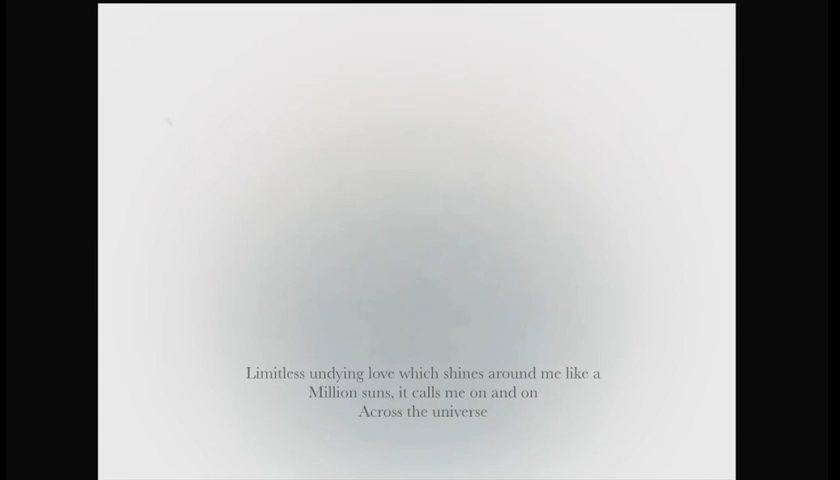 Limitless undying love which shines around me like a
Million suns, it calls me on and on
Across the universe